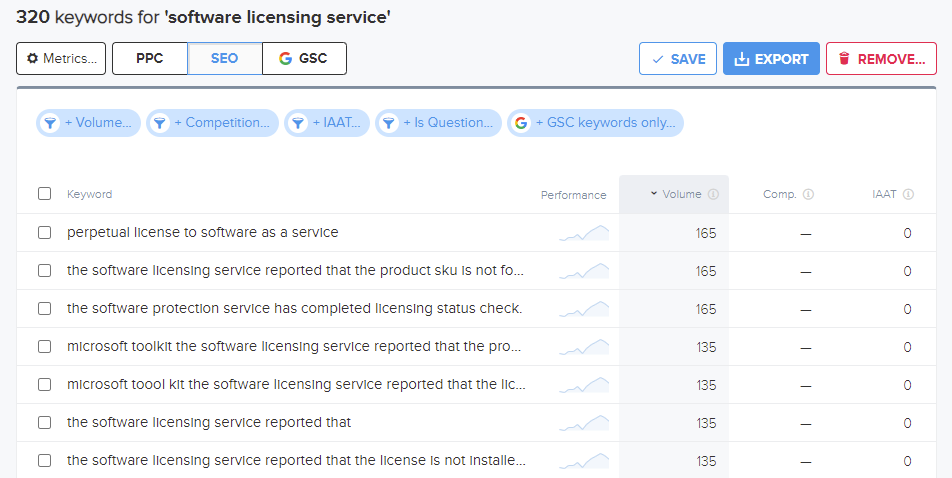 320 keywords for 'software licensing service'
Metrics... PPC SEO GSC SAVE EXPORT REMOVE...
+ Volume... + Competition... + IAAT... + Is Question... + GSC keywords only...
Keyword Performance Volume Comp. IAAT
perpetual license to software as a service 165 — 0
the software licensing service reported that the product sku is not fo... 165 — 0
the software protection service has completed licensing status check. 165 — 0
microsoft toolkit the software licensing service reported that the pro... 135 — 0
microsoft toool kit the software licensing service reported that the lic... 135 — 0
the software licensing service reported that 135 — 0
the software licensing service reported that the license is not installe... 135 — 0